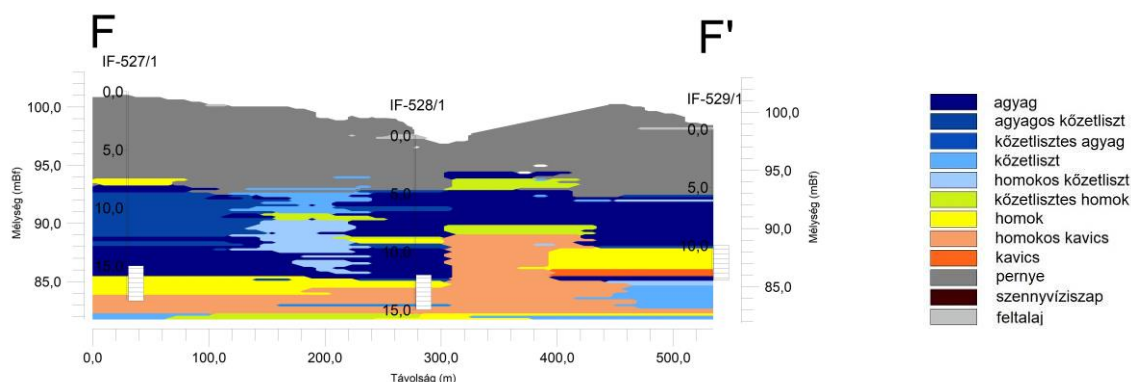 F F'
IF-527/1
IF-528/1
IF-529/1
0,0
5,0
10,0
15,0
0,0
5,0
10,0
15,0
0,0
5,0
10,0
Mélység (mBf)
100,0
95,0
90,0
85,0
100,0
95,0
90,0
85,0
Mélység (mBf)
0,0 100,0 200,0 300,0 400,0 500,0
Távolság (m)
agyag
agyagos kőzetliszt
kőzetlisztes agyag
kőzetliszt
homokos kőzetliszt
kőzetlisztes homok
homok
homokos kavics
kavics
pernye
szennyvíziszap
feltalaj